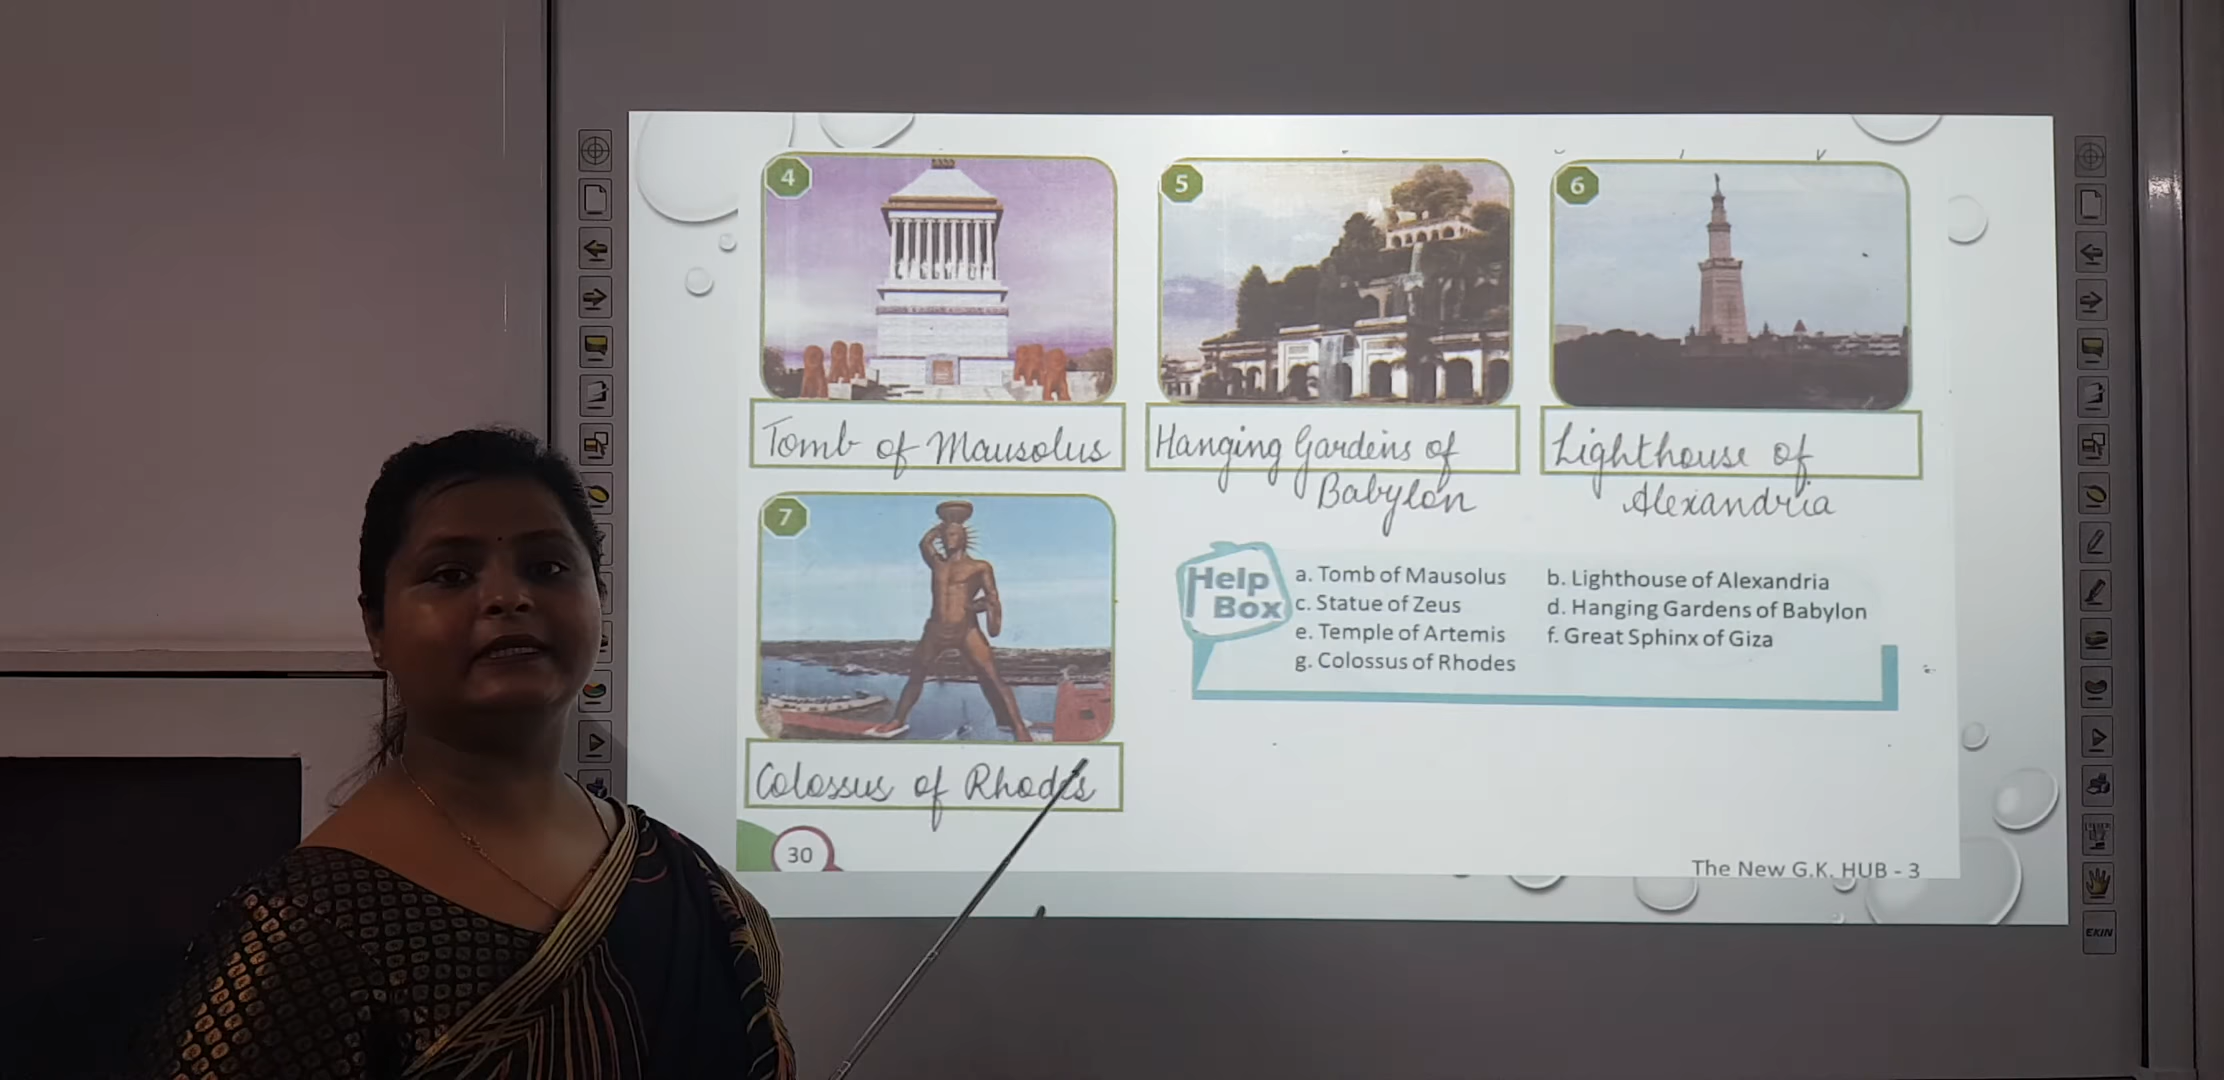 4
5
6
Tomb of Mausolus
Hanging Gardens of
Babylon
Lighthouse of
Alexandria
7
Help
Box
a. Tomb of Mausolus
b. Lighthouse of Alexandria
c. Statue of Zeus
d. Hanging Gardens of Babylon
e. Temple of Artemis
f. Great Sphinx of Giza
g. Colossus of Rhodes
Colossus of Rhodes
30
The New G.K. HUB - 3
EKIN